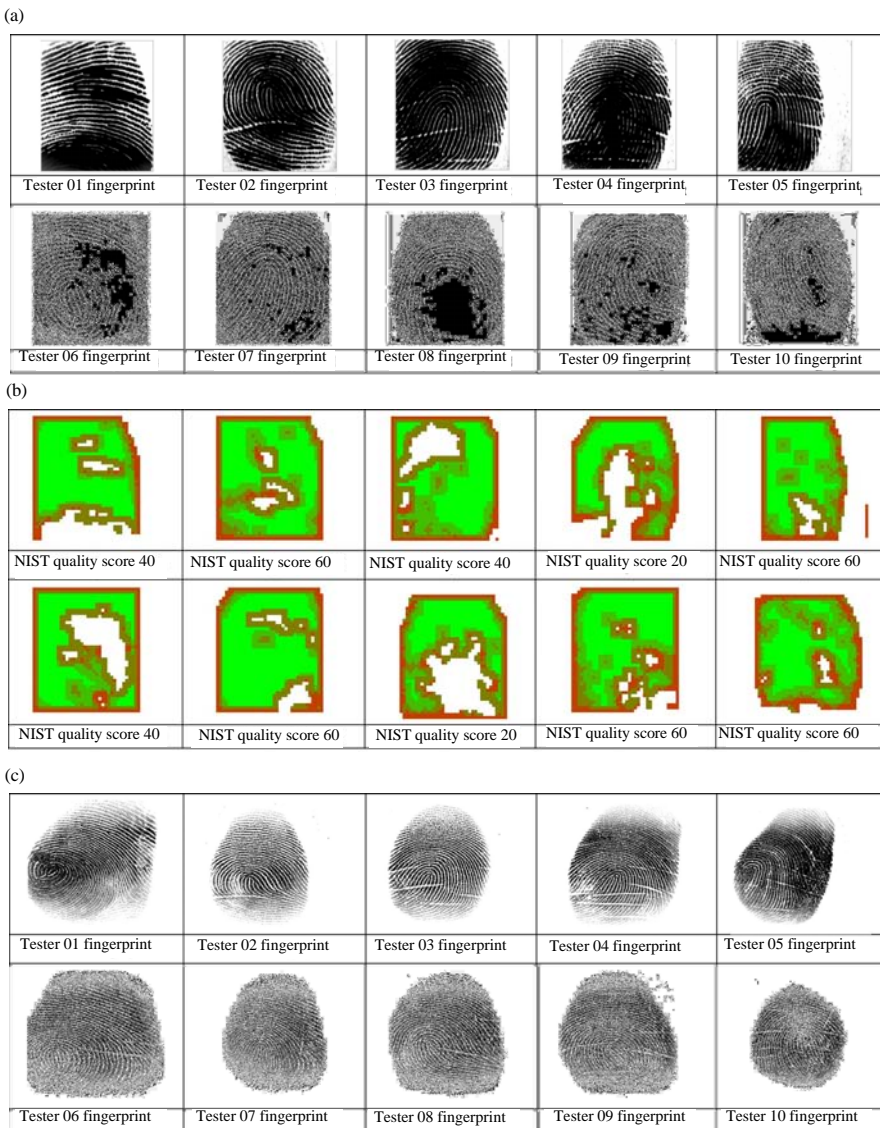 (a)
Tester 01 fingerprint
Tester 02 fingerprint
Tester 03 fingerprint
Tester 04 fingerprint
Tester 05 fingerprint
Tester 06 fingerprint
Tester 07 fingerprint
Tester 08 fingerprint
Tester 09 fingerprint
Tester 10 fingerprint
(b)
NIST quality score 40
NIST quality score 60
NIST quality score 40
NIST quality score 20
NIST quality score 60
NIST quality score 40
NIST quality score 60
NIST quality score 20
NIST quality score 60
NIST quality score 60
(c)
Tester 01 fingerprint
Tester 02 fingerprint
Tester 03 fingerprint
Tester 04 fingerprint
Tester 05 fingerprint
Tester 06 fingerprint
Tester 07 fingerprint
Tester 08 fingerprint
Tester 09 fingerprint
Tester 10 fingerprint